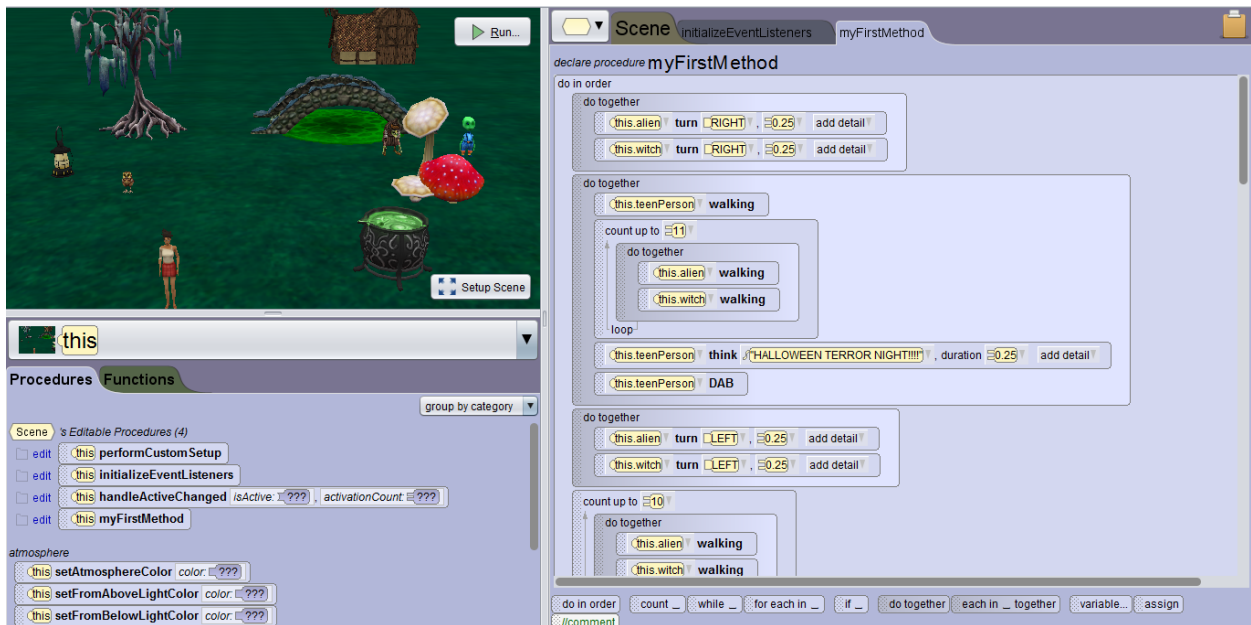 Run...
Setup Scene
this
Procedures Functions
group by category
Scene 's Editable Procedures (4)
edit this performCustomSetup
edit this initializeEventListeners
edit this handleActiveChanged isActive: ??? , activationCount: ???
edit this myFirstMethod
atmosphere
this setAtmosphereColor color: ???
this setFromAboveLightColor color: ???
this setFromBelowLightColor color: ???
Scene initializeEventListeners myFirstMethod
declare procedure myFirstMethod
do in order
do together
this.alien turn RIGHT , 0.25 add detail
this.witch turn RIGHT , 0.25 add detail
do together
this.teenPerson walking
count up to 11
do together
this.alien walking
this.witch walking
loop
this.teenPerson think "HALLOWEEN TERROR NIGHT!!!!" , duration 0.25 add detail
this.teenPerson DAB
do together
this.alien turn LEFT , 0.25 add detail
this.witch turn LEFT , 0.25 add detail
count up to 10
do together
this.alien walking
this.witch walking
do in order count _ while _ for each in _ if _ do together each in _ together variable... assign
//comment